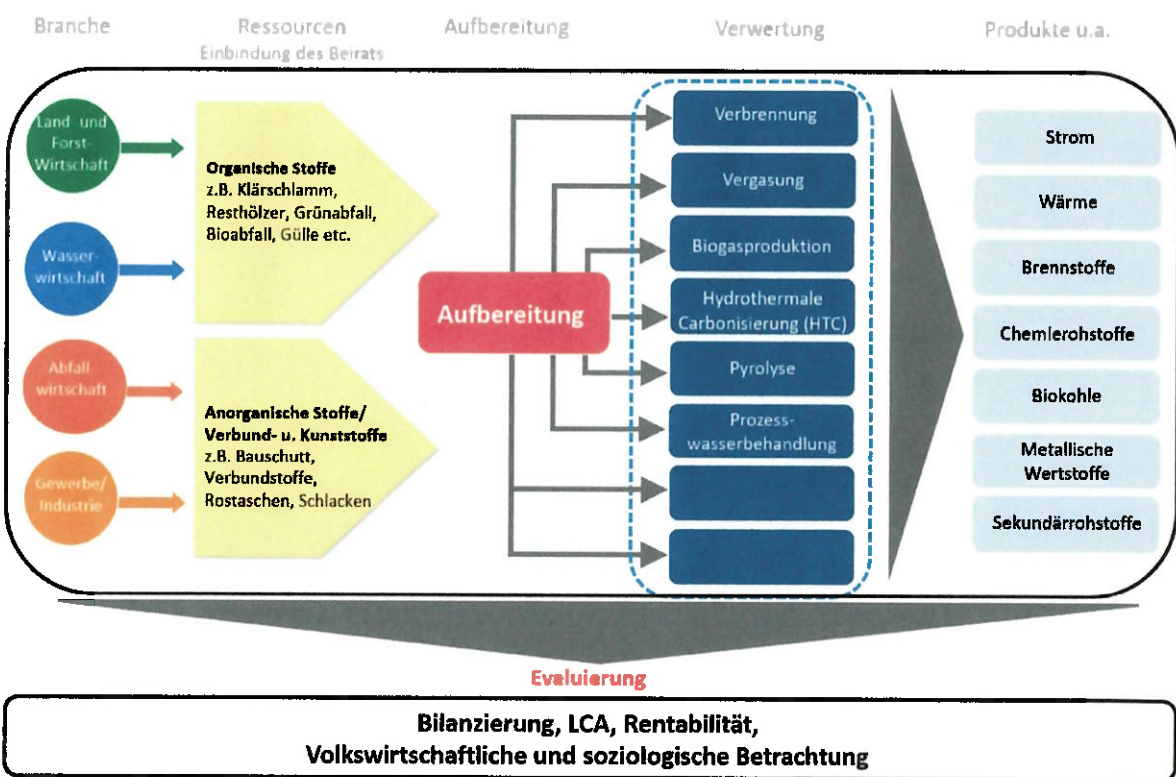 Branche
Ressourcen
Einbindung des Beirats
Aufbereitung
Verwertung
Produkte u.a.
Land- und
Forst-
Wirtschaft
Wasser-
wirtschaft
Abfall
wirtschaft
Gewerbe/
Industrie
Organische Stoffe
z.B. Klärschlamm,
Resthölzer, Grünabfall,
Bioabfall, Gülle etc.
Anorganische Stoffe/
Verbund- u. Kunststoffe
z.B. Bauschutt,
Verbundstoffe,
Rostaschen, Schlacken
Aufbereitung
Verbrennung
Vergasung
Biogasproduktion
Hydrothermale
Carbonisierung (HTC)
Pyrolyse
Prozess-
wasserbehandlung
Strom
Wärme
Brennstoffe
Chemierohstoffe
Biokohle
Metallische
Wertstoffe
Sekundärrohstoffe
Evaluierung
Bilanzierung, LCA, Rentabilität,
Volkswirtschaftliche und soziologische Betrachtung